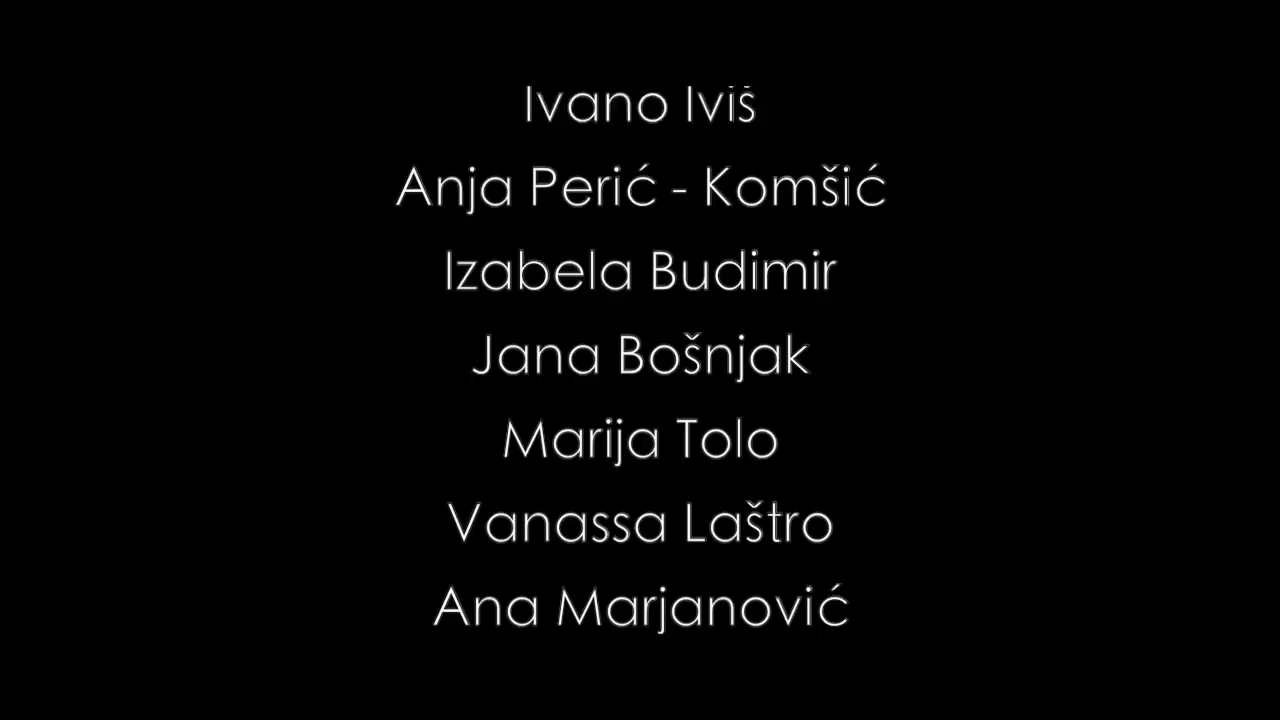 Ivano Iviš
Anja Perić - Komšić
Izabela Budimir
Jana Bošnjak
Marija Tolo
Vanassa Laštro
Ana Marjanović